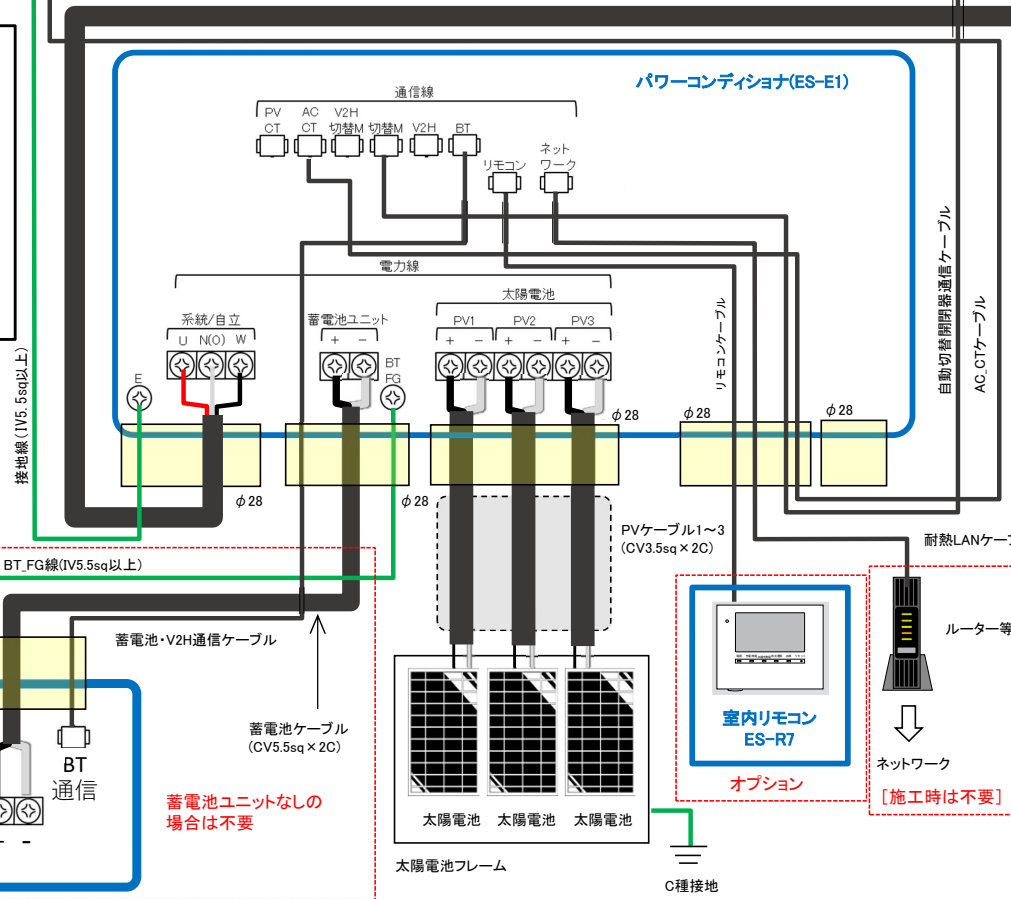 パワーコンディショナ(ES-E1)
通信線
PV
CT
AC
CT
V2H
切替M
切替M
V2H
BT
リモコン
ネット
ワーク
電力線
太陽電池
系統/自立
U N(O) W
蓄電池ユニット
+ −
BT
FG
PV1
+ −
PV2
+ −
PV3
+ −
E
接地線(IV5.5sq以上)
リモコンケーブル
自動切替開閉器通信ケーブル
AC_CTケーブル
φ28
φ28
φ28
φ28
φ28
PVケーブル1～3
(CV3.5sq×2C)
耐熱LANケーブ
BT_FG線(IV5.5sq以上)
蓄電池・V2H通信ケーブル
蓄電池ケーブル
(CV5.5sq×2C)
BT
通信
- -
蓄電池ユニットなしの
場合は不要
太陽電池 太陽電池 太陽電池
太陽電池フレーム
C種接地
室内リモコン
ES-R7
オプション
ルーター等
ネットワーク
[施工時は不要]